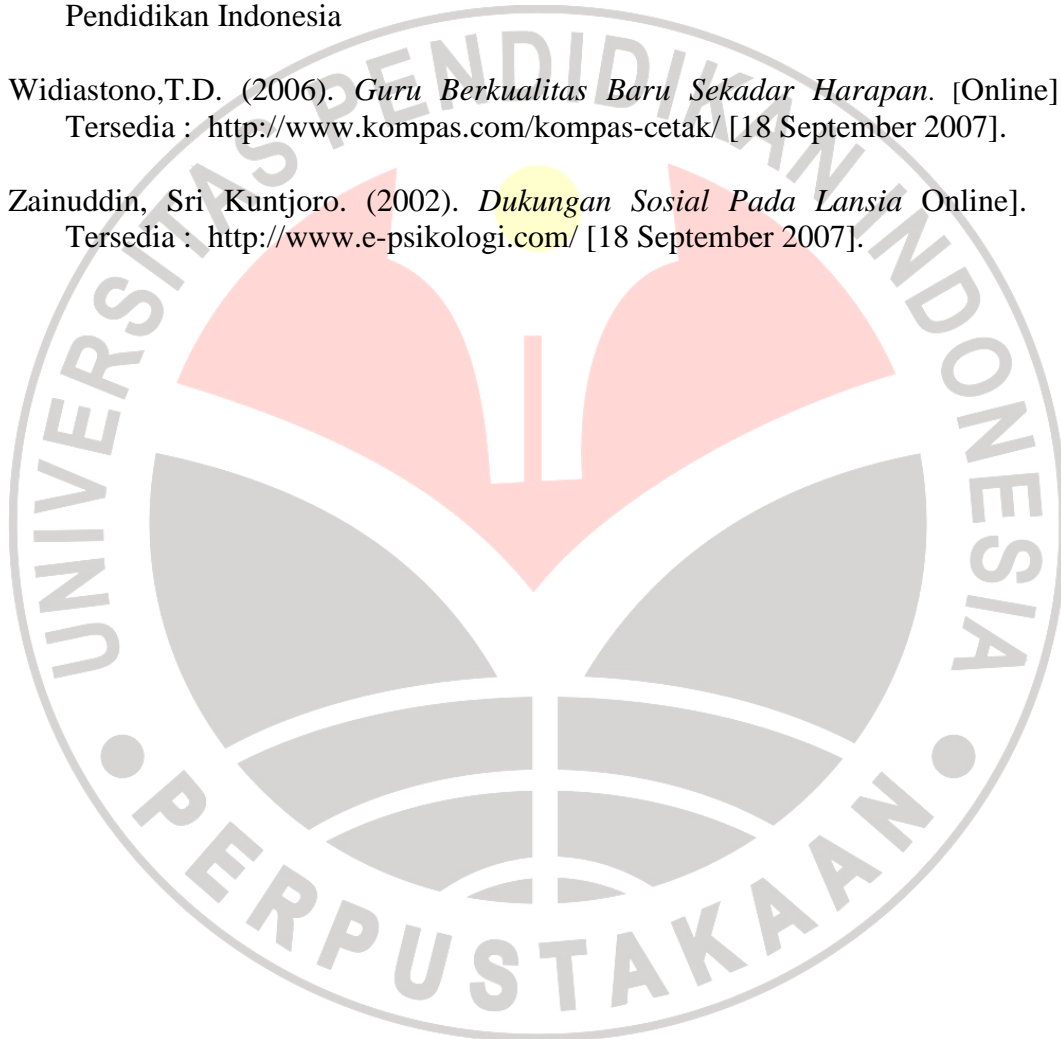 Pendidikan Indonesia
Widiastono,T.D. (2006). Guru Berkualitas Baru Sekadar Harapan. [Online]
Tersedia : http://www.kompas.com/kompas-cetak/ [18 September 2007].
Zainuddin, Sri Kuntjoro. (2002). Dukungan Sosial Pada Lansia Online].
Tersedia : http://www.e-psikologi.com/ [18 September 2007].
UNIVERSITAS PENDIDIKAN INDONESIA
PERPUSTAKAAN